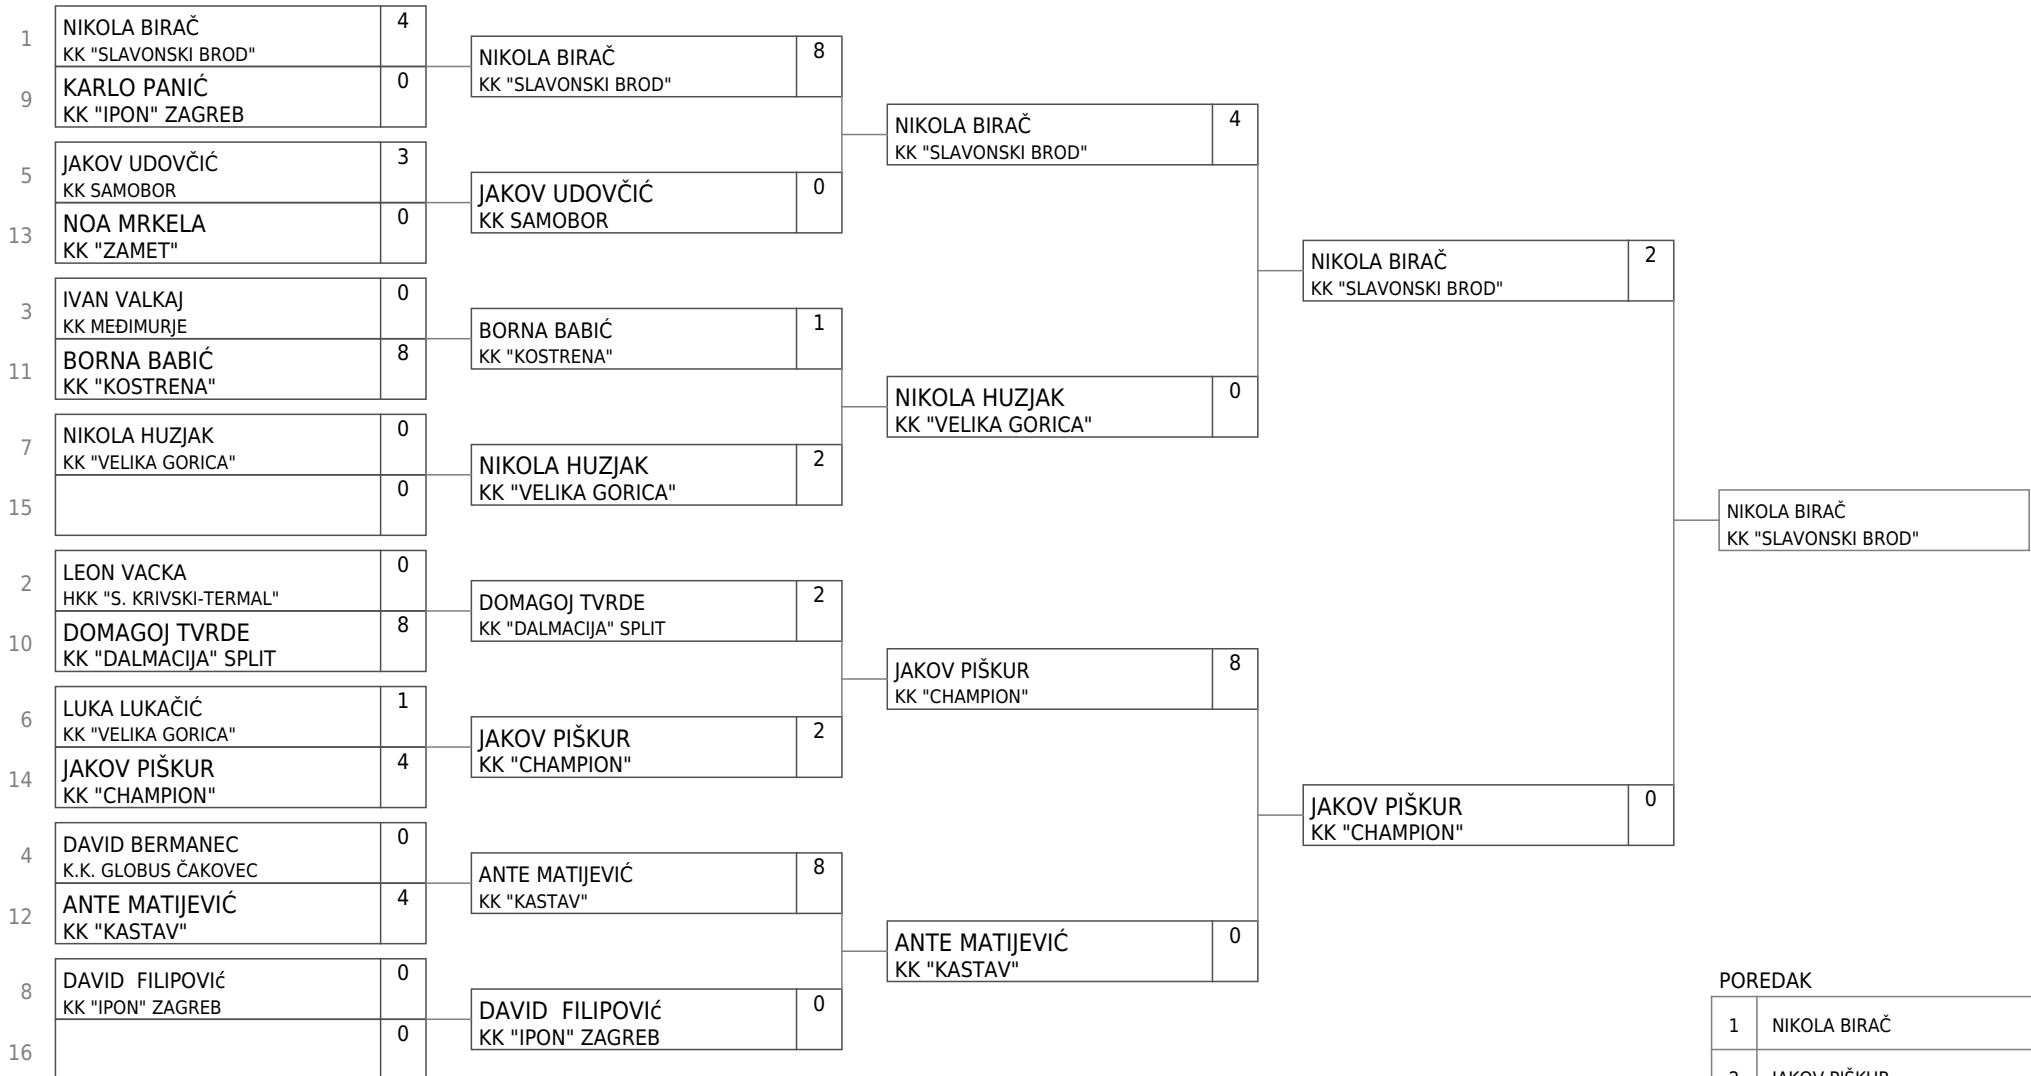 1
NIKOLA BIRAČ 4
KK "SLAVONSKI BROD"
9
KARLO PANIĆ 0
KK "IPON" ZAGREB
5
JAKOV UDOVČIĆ 3
KK SAMOBOR
13
NOA MRKELA 0
KK "ZAMET"
3
IVAN VALKAJ 0
KK MEĐIMURJE
11
BORNA BABIĆ 8
KK "KOSTRENA"
7
NIKOLA HUZJAK 0
KK "VELIKA GORICA"
15
0
2
LEON VACKA 0
HKK "S. KRIVSKI-TERMAL"
10
DOMAGOJ TVRDE 8
KK "DALMACIJA" SPLIT
6
LUKA LUKAČIĆ 1
KK "VELIKA GORICA"
14
JAKOV PIŠKUR 4
KK "CHAMPION"
4
DAVID BERMANEC 0
K.K. GLOBUS ČAKOVEC
12
ANTE MATIJEVIĆ 4
KK "KASTAV"
8
DAVID  FILIPOVIć 0
KK "IPON" ZAGREB
16
0
NIKOLA BIRAČ 8
KK "SLAVONSKI BROD"
JAKOV UDOVČIĆ 0
KK SAMOBOR
BORNA BABIĆ 1
KK "KOSTRENA"
NIKOLA HUZJAK 2
KK "VELIKA GORICA"
DOMAGOJ TVRDE 2
KK "DALMACIJA" SPLIT
JAKOV PIŠKUR 2
KK "CHAMPION"
ANTE MATIJEVIĆ 8
KK "KASTAV"
DAVID  FILIPOVIć 0
KK "IPON" ZAGREB
NIKOLA BIRAČ 4
KK "SLAVONSKI BROD"
NIKOLA HUZJAK 0
KK "VELIKA GORICA"
JAKOV PIŠKUR 8
KK "CHAMPION"
ANTE MATIJEVIĆ 0
KK "KASTAV"
NIKOLA BIRAČ 2
KK "SLAVONSKI BROD"
JAKOV PIŠKUR 0
KK "CHAMPION"
NIKOLA BIRAČ
KK "SLAVONSKI BROD"
POREDAK
1 NIKOLA BIRAČ
2 JAKOV PIŠKUR